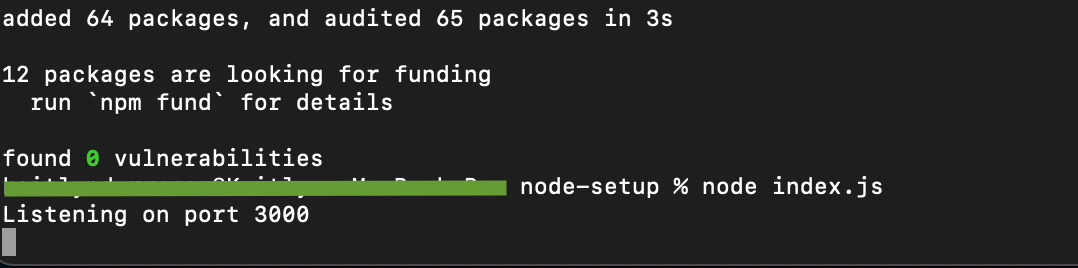 added 64 packages, and audited 65 packages in 3s
12 packages are looking for funding
run `npm fund` for details
found 0 vulnerabilities
node-setup % node index.js
Listening on port 3000